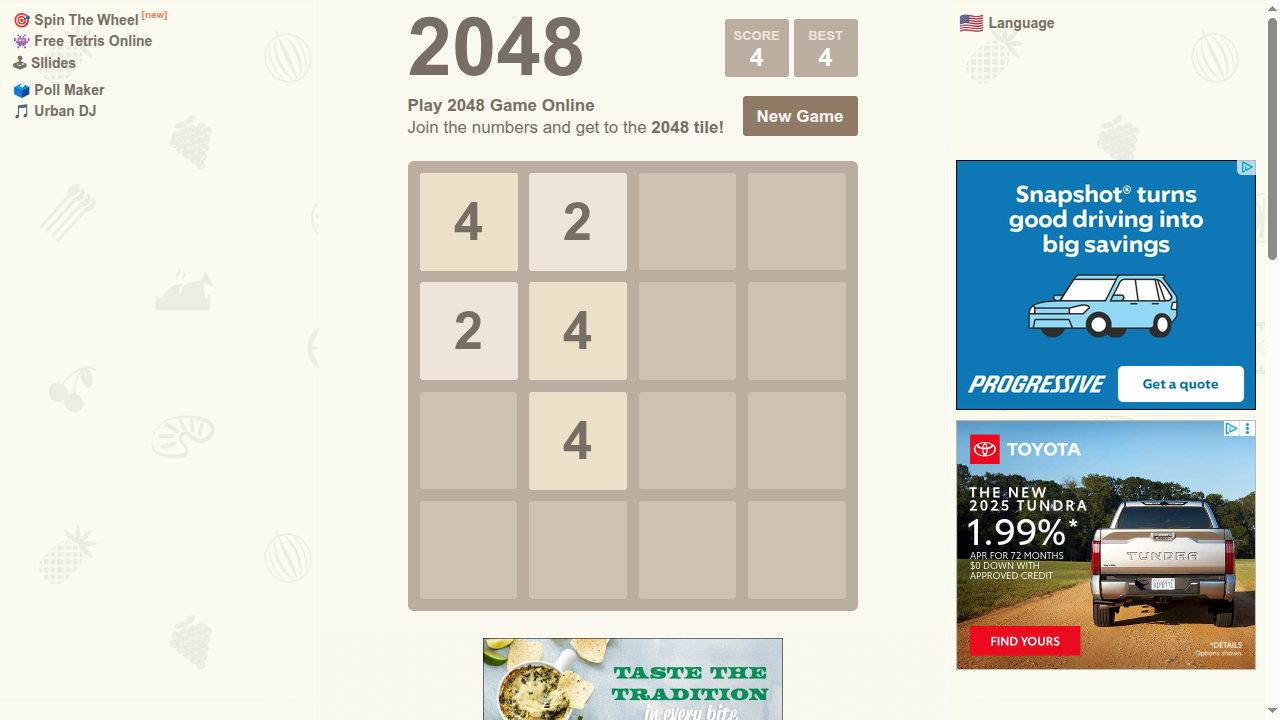 🎯 Spin The Wheel [new]
👾 Free Tetris Online
🕹 Sllides
🗳 Poll Maker
🎵 Urban DJ
2048
SCORE
4
BEST
4
Play 2048 Game Online
Join the numbers and get to the 2048 tile!
New Game
4 2
2 4
4
TASTE THE
TRADITION
in every bite
🇺🇸 Language
Snapshot® turns
good driving into
big savings
PROGRESSIVE
Get a quote
TOYOTA
THE NEW
2025 TUNDRA
1.99%*
APR FOR 72 MONTHS
$0 DOWN WITH
APPROVED CREDIT
TUNDRA
FIND YOURS
*DETAILS
Options shown.